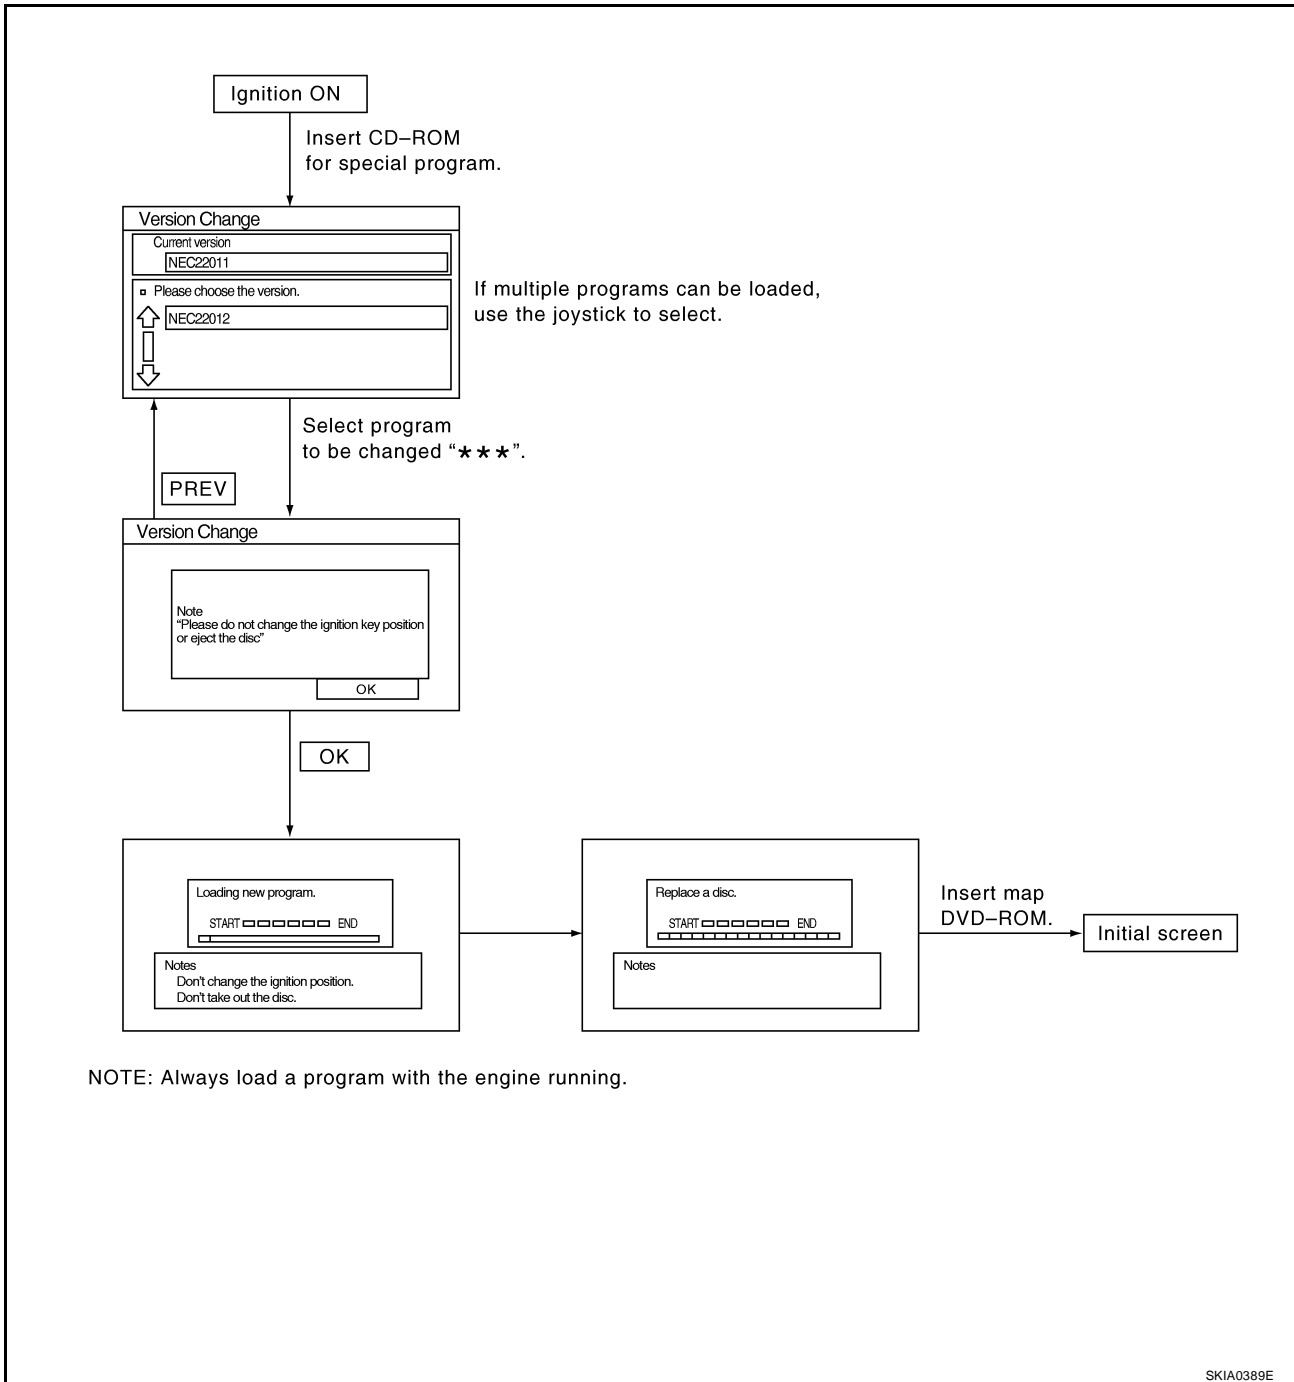 Ignition ON
Insert CD–ROM
for special program.
Version Change
Current version
NEC22011
Please choose the version.
NEC22012
If multiple programs can be loaded,
use the joystick to select.
Select program
to be changed “★★★”.
PREV
Version Change
Note
“Please do not change the ignition key position
or eject the disc”
OK
OK
Loading new program.
START END
Notes
Don't change the ignition position.
Don't take out the disc.
Replace a disc.
START END
Notes
Insert map
DVD–ROM.
Initial screen
NOTE: Always load a program with the engine running.
SKIA0389E